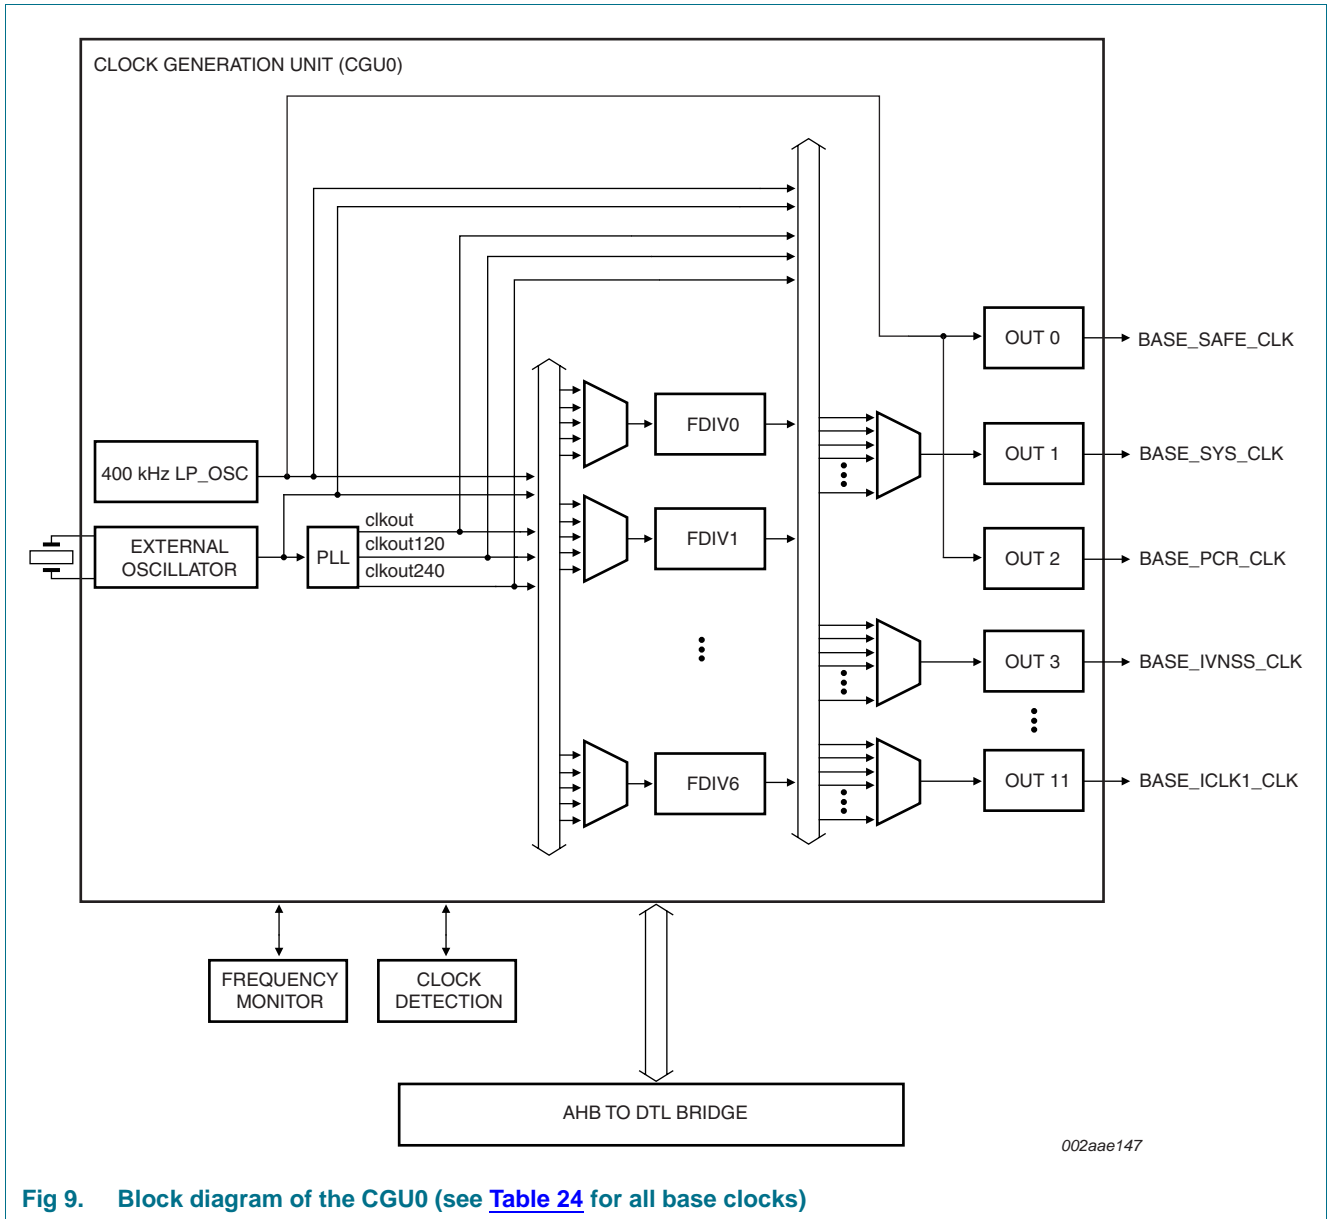 CLOCK GENERATION UNIT (CGU0)
OUT 0
BASE_SAFE_CLK
FDIV0
OUT 1
BASE_SYS_CLK
400 kHz LP_OSC
EXTERNAL
OSCILLATOR
PLL
clkout
clkout120
clkout240
FDIV1
OUT 2
BASE_PCR_CLK
OUT 3
BASE_IVNSS_CLK
FDIV6
OUT 11
BASE_ICLK1_CLK
FREQUENCY
MONITOR
CLOCK
DETECTION
AHB TO DTL BRIDGE
002aae147
Fig 9. Block diagram of the CGU0 (see Table 24 for all base clocks)